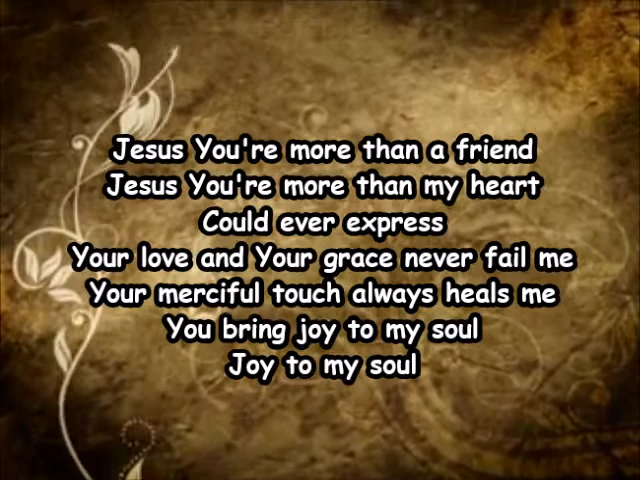 Jesus You're more than a friend
Jesus You're more than my heart
Could ever express
Your love and Your grace never fail me
Your merciful touch always heals me
You bring joy to my soul
Joy to my soul